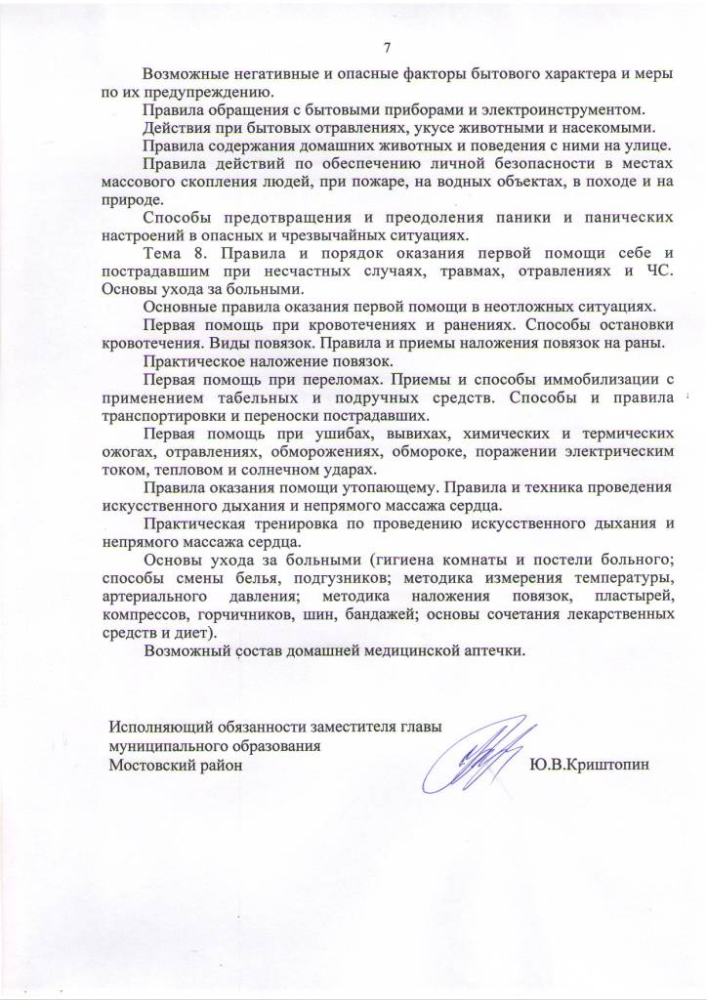 7
Возможные негативные и опасные факторы бытового характера и меры
по их предупреждению.
Правила обращения с бытовыми приборами и электроинструментом.
Действия при бытовых отравлениях, укусе животными и насекомыми.
Правила содержания домашних животных и поведения с ними на улице.
Правила действий по обеспечению личной безопасности в местах
массового скопления людей, при пожаре, на водных объектах, в походе и на
природе.
Способы предотвращения и преодоления паники и панических
настроений в опасных и чрезвычайных ситуациях.
Тема 8. Правила и порядок оказания первой помощи себе и
пострадавшим при несчастных случаях, травмах, отравлениях и ЧС.
Основы ухода за больными.
Основные правила оказания первой помощи в неотложных ситуациях.
Первая помощь при кровотечениях и ранениях. Способы остановки
кровотечения. Виды повязок. Правила и приемы наложения повязок на раны.
Практическое наложение повязок.
Первая помощь при переломах. Приемы и способы иммобилизации с
применением табельных и подручных средств. Способы и правила
транспортировки и переноски пострадавших.
Первая помощь при ушибах, вывихах, химических и термических
ожогах, отравлениях, обморожениях, обмороке, поражении электрическим
током, тепловом и солнечном ударах.
Правила оказания помощи утопающему. Правила и техника проведения
искусственного дыхания и непрямого массажа сердца.
Практическая тренировка по проведению искусственного дыхания и
непрямого массажа сердца.
Основы ухода за больными (гигиена комнаты и постели больного;
способы смены белья, подгузников; методика измерения температуры,
артериального давления; методика наложения повязок, пластырей,
компрессов, горчичников, шин, бандажей; основы сочетания лекарственных
средств и диет).
Возможный состав домашней медицинской аптечки.
Исполняющий обязанности заместителя главы
муниципального образования
Мостовский район Ю.В.Криштопин